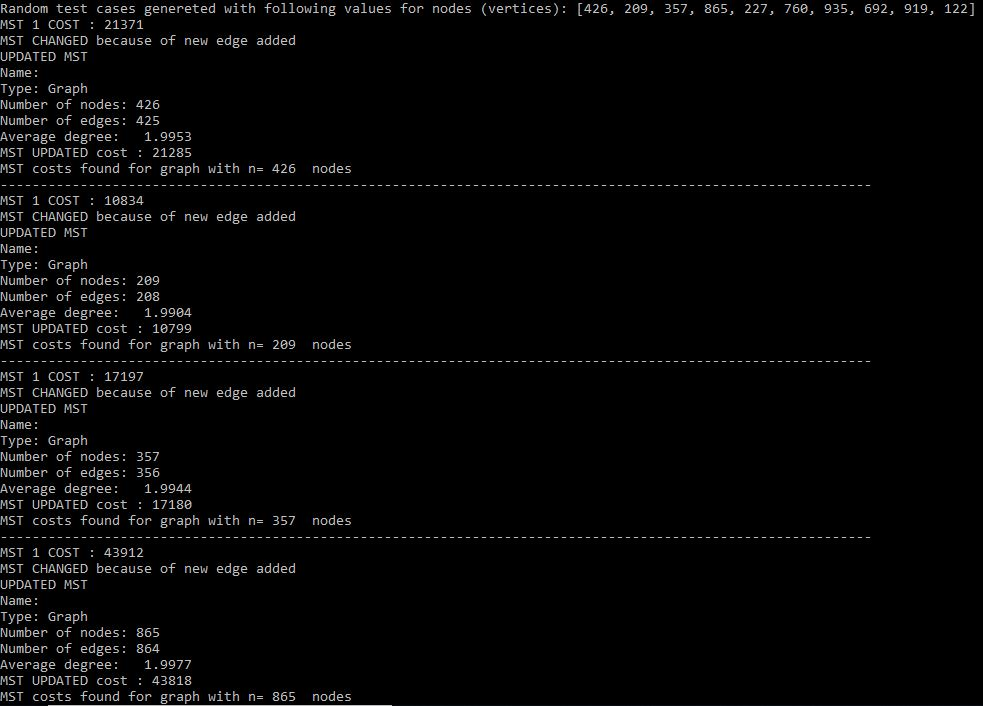 Random test cases genereted with following values for nodes (vertices): [426, 209, 357, 865, 227, 760, 935, 692, 919, 122]
MST 1 COST : 21371
MST CHANGED because of new edge added
UPDATED MST
Name:
Type: Graph
Number of nodes: 426
Number of edges: 425
Average degree:   1.9953
MST UPDATED cost : 21285
MST costs found for graph with n= 426  nodes
-------------------------------------------------------------------------------------------------------------
MST 1 COST : 10834
MST CHANGED because of new edge added
UPDATED MST
Name:
Type: Graph
Number of nodes: 209
Number of edges: 208
Average degree:   1.9904
MST UPDATED cost : 10799
MST costs found for graph with n= 209  nodes
-------------------------------------------------------------------------------------------------------------
MST 1 COST : 17197
MST CHANGED because of new edge added
UPDATED MST
Name:
Type: Graph
Number of nodes: 357
Number of edges: 356
Average degree:   1.9944
MST UPDATED cost : 17180
MST costs found for graph with n= 357  nodes
-------------------------------------------------------------------------------------------------------------
MST 1 COST : 43912
MST CHANGED because of new edge added
UPDATED MST
Name:
Type: Graph
Number of nodes: 865
Number of edges: 864
Average degree:   1.9977
MST UPDATED cost : 43818
MST costs found for graph with n= 865  nodes